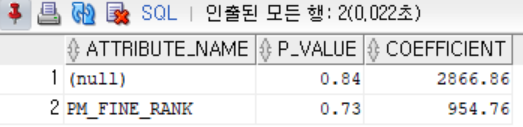 SQL | 인출된 모든 행: 2(0,022초)
ATTRIBUTE_NAME P_VALUE COEFFICIENT
1 (null) 0.84 2866.86
2 PM_FINE_RANK 0.73 954.76